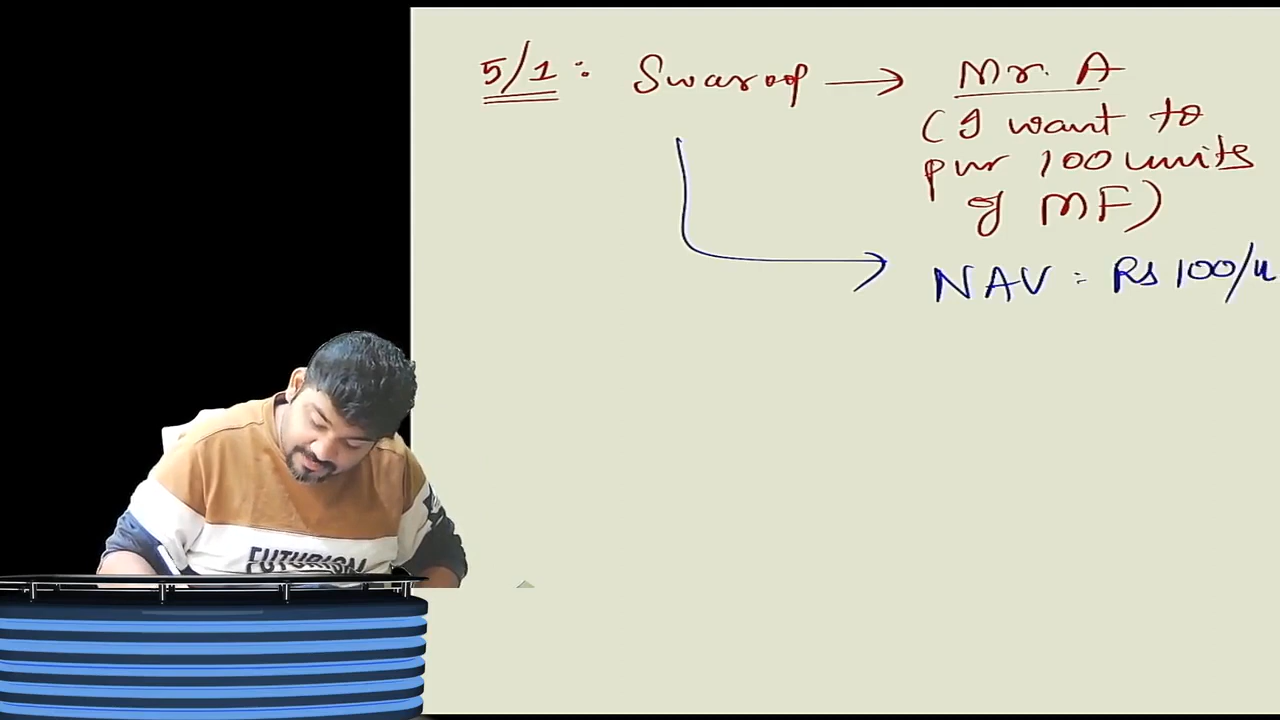 5/1 : Swaroop → Mr. A
(I want to
pur 100 units
of MF)
NAV : Rs 100/u
FUTURISM